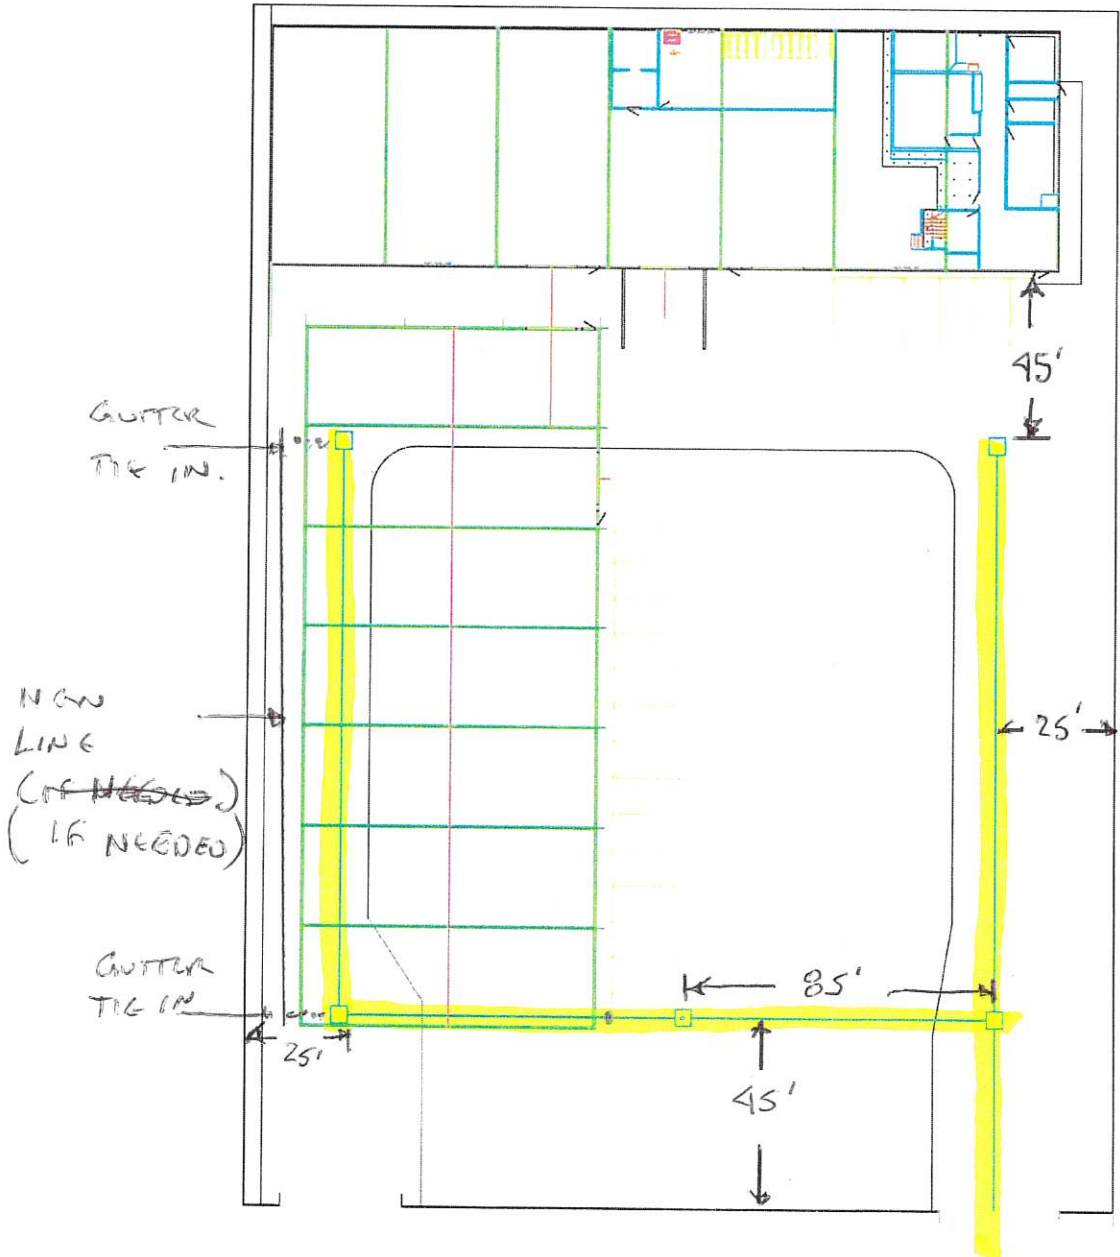 45'
GUTTER
TIE IN.
NEW
LINE
(IF NEEDED.)
(IF NEEDED)
25'
GUTTER
TIE IN
85'
25'
45'